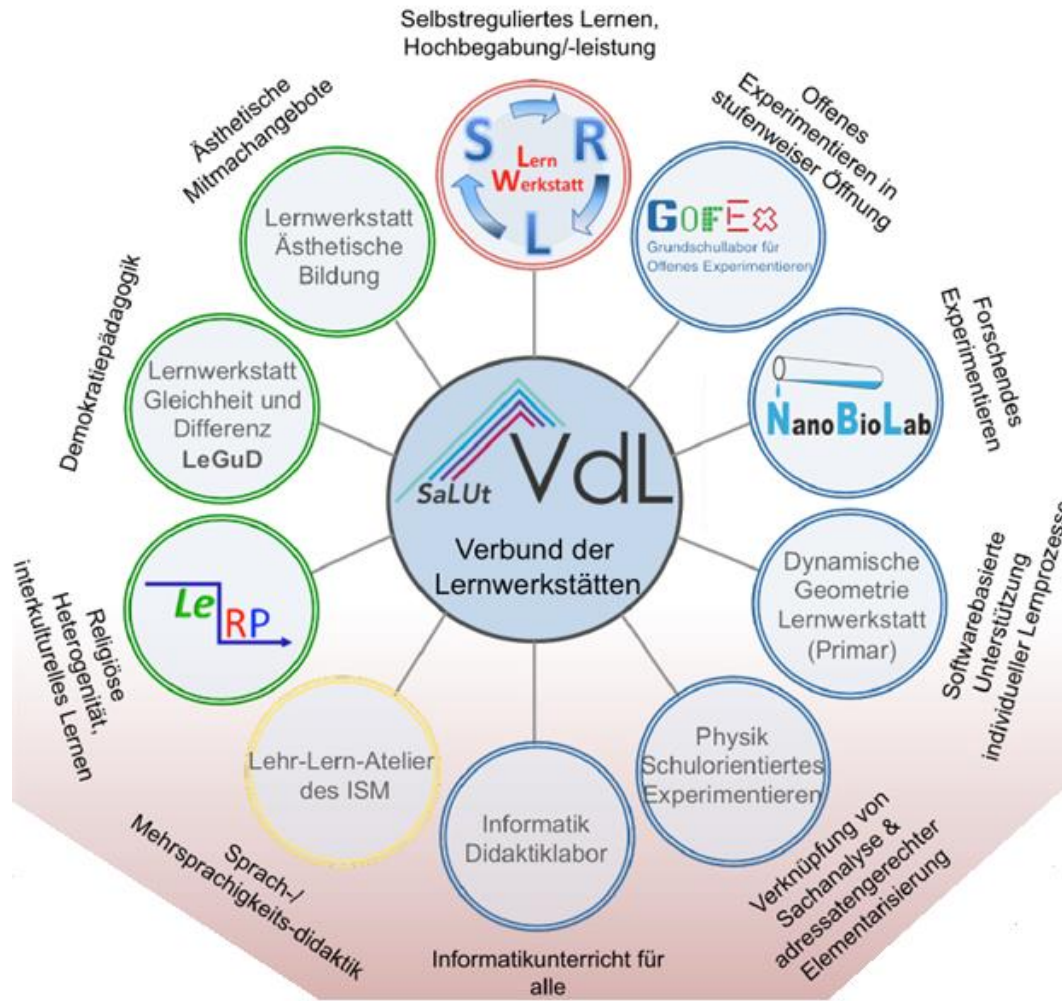 Selbstreguliertes Lernen,
Hochbegabung/-leistung
S R L
Lern
Werkstatt
Offenes
Experimentieren in
stufenweiser Öffnung
GOFEx
Grundschullabor für
Offenes Experimentieren
Forschendes
Experimentieren
NanoBioLab
Softwarebasierte
Unterstützung
individueller Lernprozesse
Dynamische
Geometrie
Lernwerkstatt
(Primar)
Verknüpfung von
Sachanalyse &
adressatengerechter
Elementarisierung
Physik
Schulorientiertes
Experimentieren
Informatik
Didaktiklabor
Informatikunterricht für
alle
Lehr-Lern-Atelier
des ISM
Sprach-/
Mehrsprachigkeits-didaktik
Le
RP
Religiöse
Heterogenität,
interkulturelles Lernen
Lernwerkstatt
Gleichheit und
Differenz
LeGuD
Demokratiepädagogik
Lernwerkstatt
Ästhetische
Bildung
Ästhetische
Mitmachangebote
SaLUt VdL
Verbund der
Lernwerkstätten